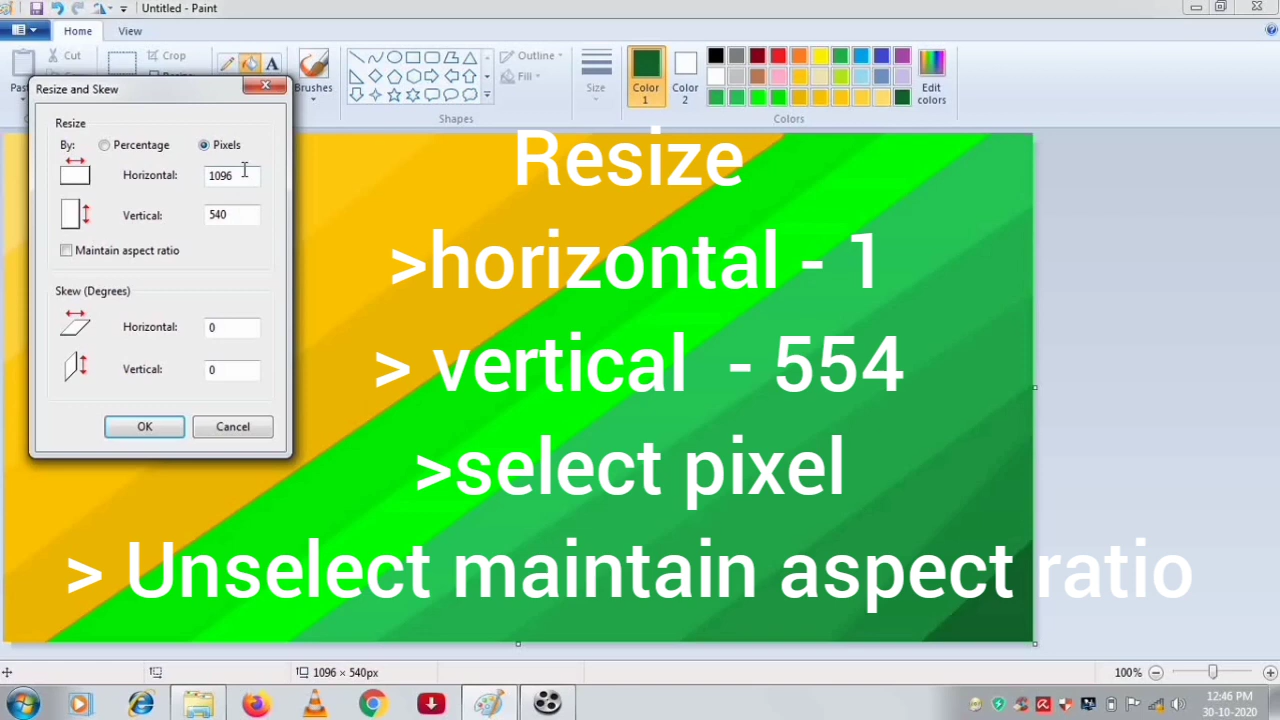 Untitled - Paint
Home
View
Cut
Crop
Brushes
Shapes
Outline
Fill
Size
Color 1
Color 2
Edit colors
Colors
Resize and Skew
Resize
By: Percentage Pixels
Horizontal: 1096
Vertical: 540
Maintain aspect ratio
Skew (Degrees)
Horizontal: 0
Vertical: 0
OK Cancel
Resize
>horizontal - 1
> vertical - 554
>select pixel
> Unselect maintain aspect ratio
1096 × 540px
100%
12:46 PM
30-10-2020